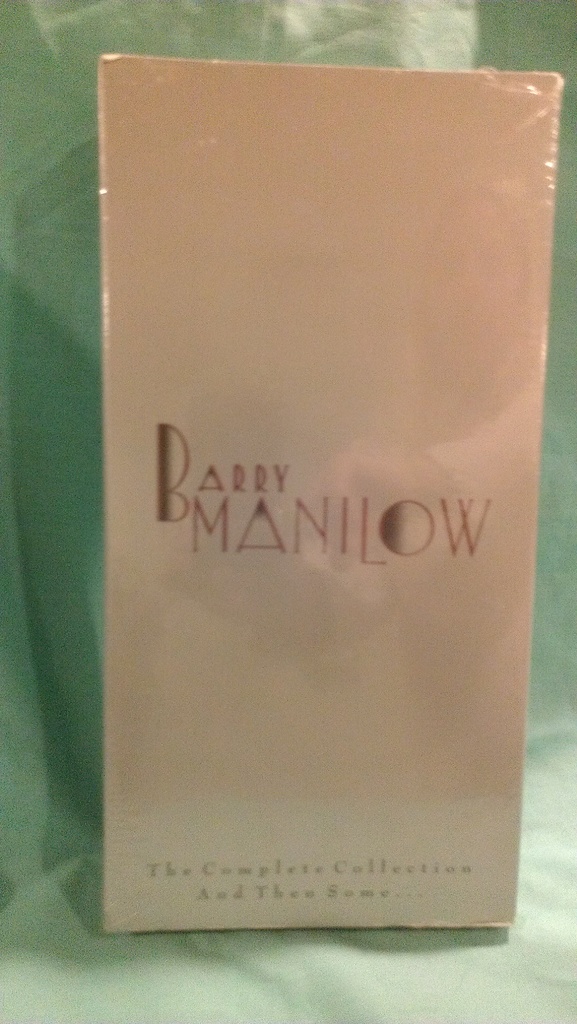 BARRY
MANILOW
The Complete Collection
And Then Some...